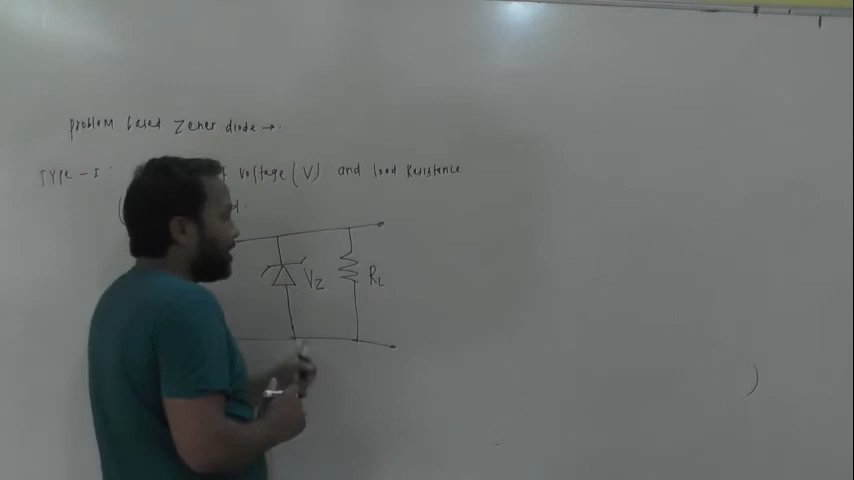 Problem based Zener diode →:
TYPE - I : voltage (V) and load Resistance
(
VZ
RL
)